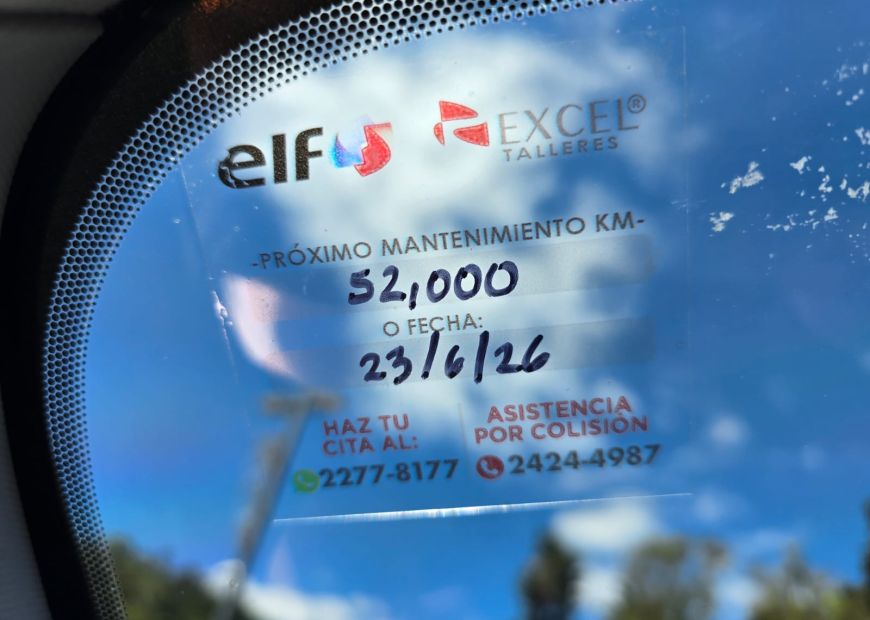 elf
EXCEL®
TALLERES
-PRÓXIMO MANTENIMIENTO KM-
52,000
O FECHA:
23/6/26
HAZ TU
CITA AL:
2277-8177
ASISTENCIA
POR COLISIÓN
2424-4987